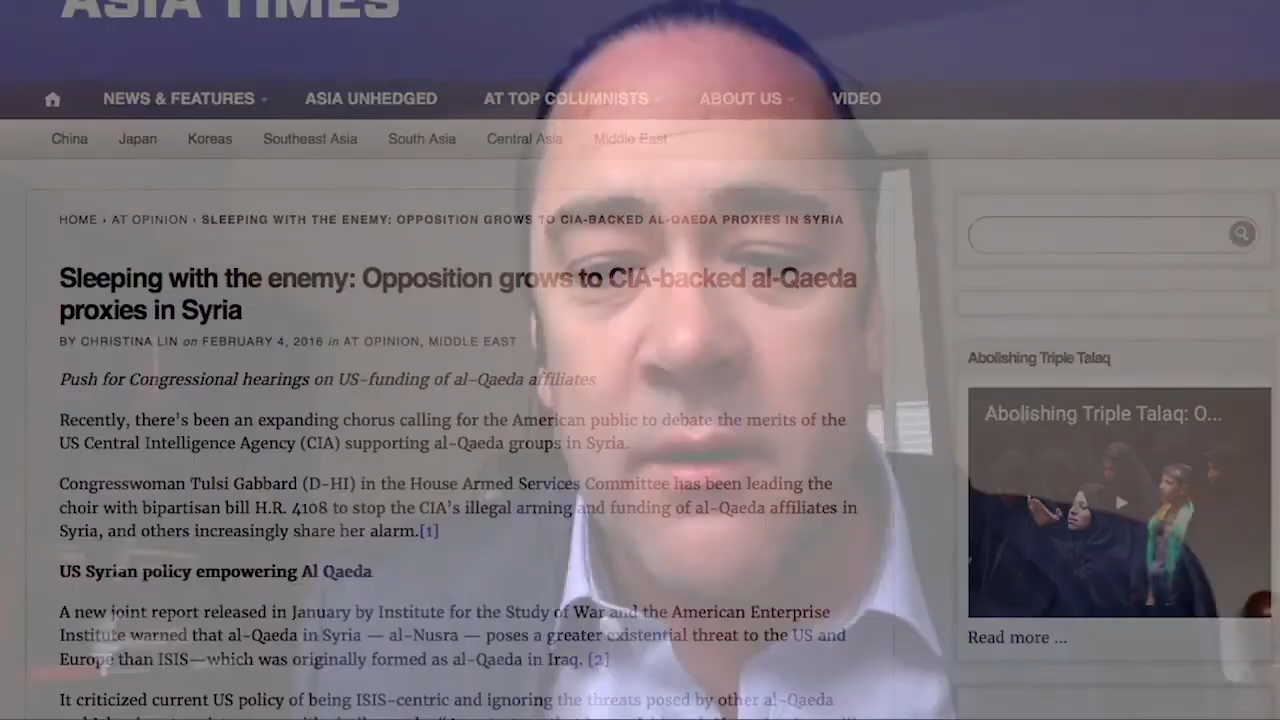 ASIA TIMES
NEWS & FEATURES ASIA UNHEDGED AT TOP COLUMNISTS ABOUT US VIDEO
China Japan Koreas Southeast Asia South Asia Central Asia Middle East
HOME › AT OPINION › SLEEPING WITH THE ENEMY: OPPOSITION GROWS TO CIA-BACKED AL-QAEDA PROXIES IN SYRIA
Sleeping with the enemy: Opposition grows to CIA-backed al-Qaeda
proxies in Syria
BY CHRISTINA LIN on FEBRUARY 4, 2016 in AT OPINION, MIDDLE EAST
Push for Congressional hearings on US-funding of al-Qaeda affiliates
Recently, there's been an expanding chorus calling for the American public to debate the merits of the
US Central Intelligence Agency (CIA) supporting al-Qaeda groups in Syria.
Congresswoman Tulsi Gabbard (D-HI) in the House Armed Services Committee has been leading the
choir with bipartisan bill H.R. 4108 to stop the CIA's illegal arming and funding of al-Qaeda affiliates in
Syria, and others increasingly share her alarm.[1]
US Syrian policy empowering Al Qaeda
A new joint report released in January by Institute for the Study of War and the American Enterprise
Institute warned that al-Qaeda in Syria — al-Nusra — poses a greater existential threat to the US and
Europe than ISIS—which was originally formed as al-Qaeda in Iraq. [2]
It criticized current US policy of being ISIS-centric and ignoring the threats posed by other al-Qaeda
Abolishing Triple Talaq
Abolishing Triple Talaq: O...
Read more ...